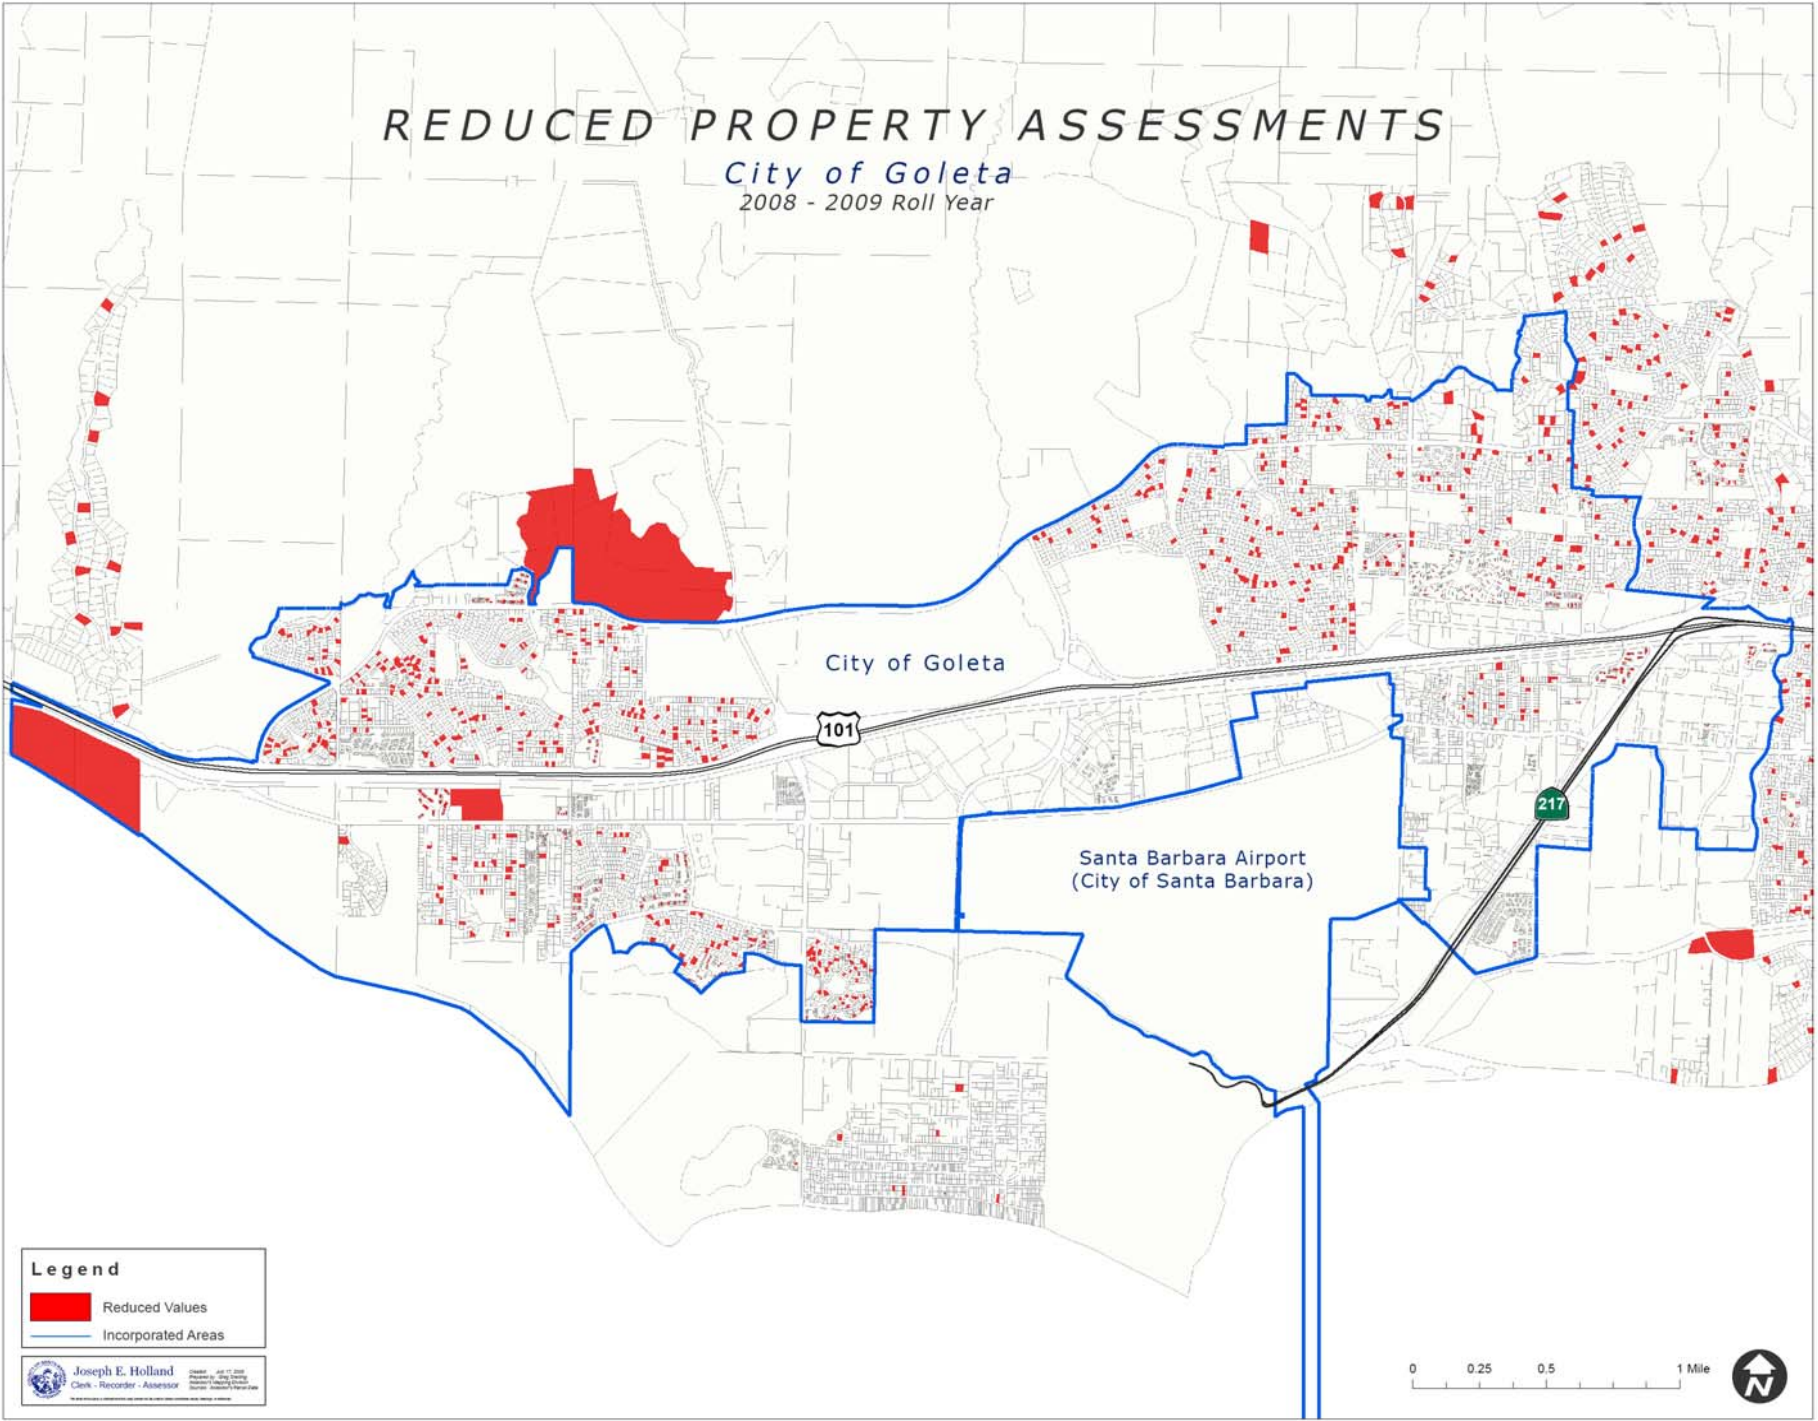 REDUCED PROPERTY ASSESSMENTS
City of Goleta
2008 - 2009 Roll Year
City of Goleta
101
217
Santa Barbara Airport
(City of Santa Barbara)
Legend
Reduced Values
Incorporated Areas
Joseph E. Holland
Clerk - Recorder - Assessor
0 0.25 0.5 1 Mile
N